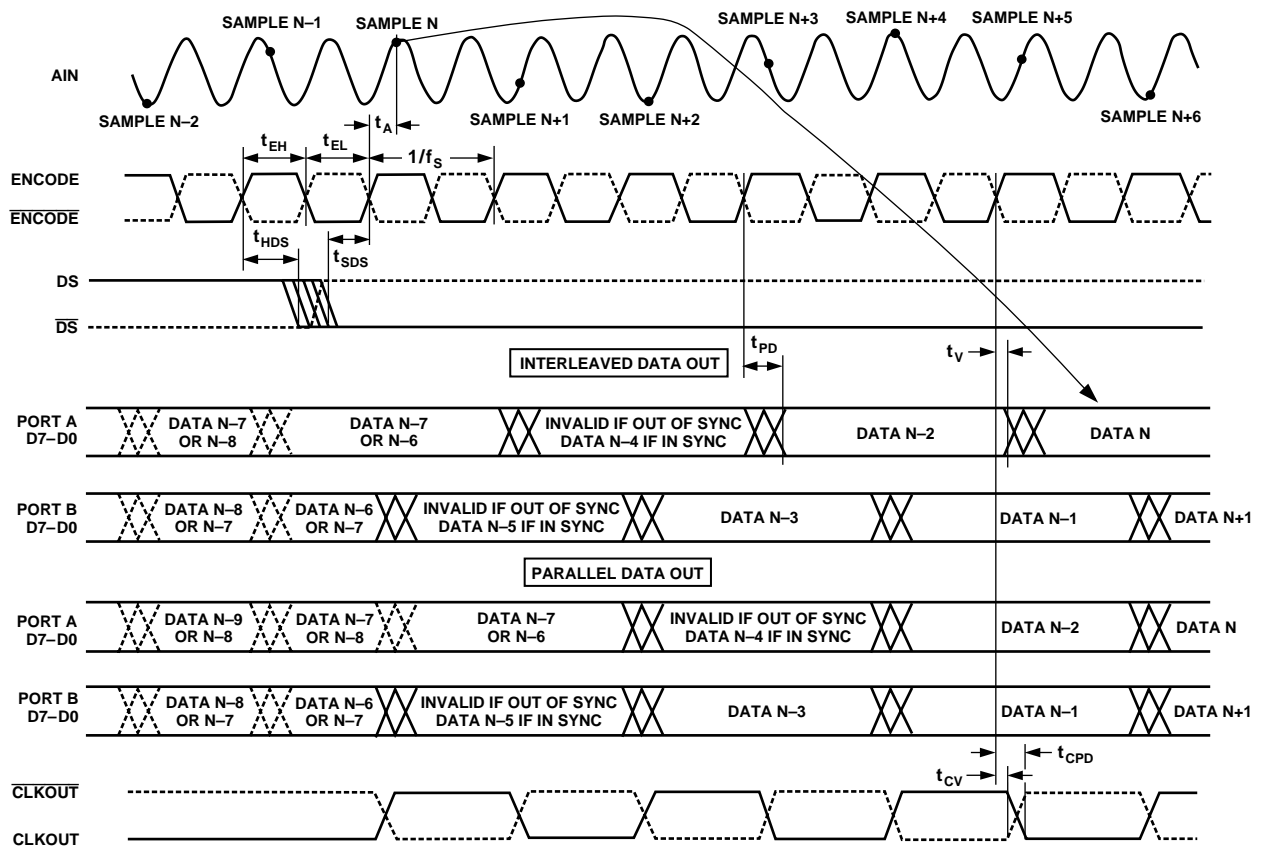 SAMPLE N–1
SAMPLE N
SAMPLE N+3
SAMPLE N+4
SAMPLE N+5
AIN
SAMPLE N–2
tA
SAMPLE N+1
SAMPLE N+2
SAMPLE N+6
tEH
tEL
1/fS
ENCODE
ENCODE
tHDS
tSDS
DS
DS
INTERLEAVED DATA OUT
tPD
tV
PORT A
D7–D0
DATA N–7
OR N–8
DATA N–7
OR N–6
INVALID IF OUT OF SYNC
DATA N–4 IF IN SYNC
DATA N–2
DATA N
PORT B
D7–D0
DATA N–8
OR N–7
DATA N–6
OR N–7
INVALID IF OUT OF SYNC
DATA N–5 IF IN SYNC
DATA N–3
DATA N–1
DATA N+1
PARALLEL DATA OUT
PORT A
D7–D0
DATA N–9
OR N–8
DATA N–7
OR N–8
DATA N–7
OR N–6
INVALID IF OUT OF SYNC
DATA N–4 IF IN SYNC
DATA N–2
DATA N
PORT B
D7–D0
DATA N–8
OR N–7
DATA N–6
OR N–7
INVALID IF OUT OF SYNC
DATA N–5 IF IN SYNC
DATA N–3
DATA N–1
DATA N+1
tCPD
tCV
CLKOUT
CLKOUT